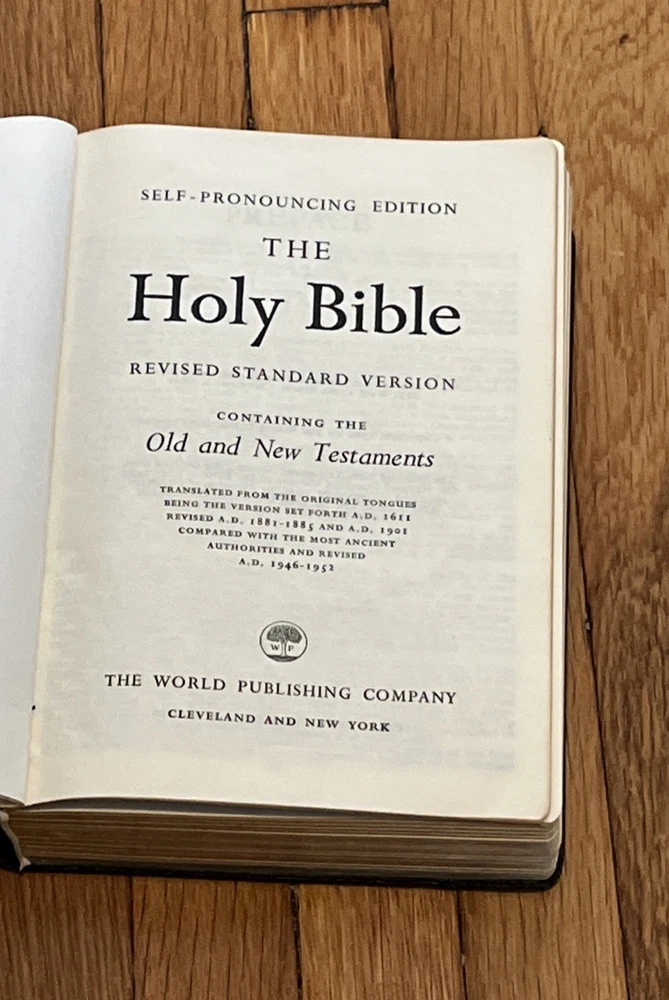 SELF-PRONOUNCING EDITION
THE
Holy Bible
REVISED STANDARD VERSION
CONTAINING THE
Old and New Testaments
TRANSLATED FROM THE ORIGINAL TONGUES
BEING THE VERSION SET FORTH A.D. 1611
REVISED A.D. 1881-1885 AND A.D. 1901
COMPARED WITH THE MOST ANCIENT
AUTHORITIES AND REVISED
A.D. 1946-1952
W P
THE WORLD PUBLISHING COMPANY
CLEVELAND AND NEW YORK